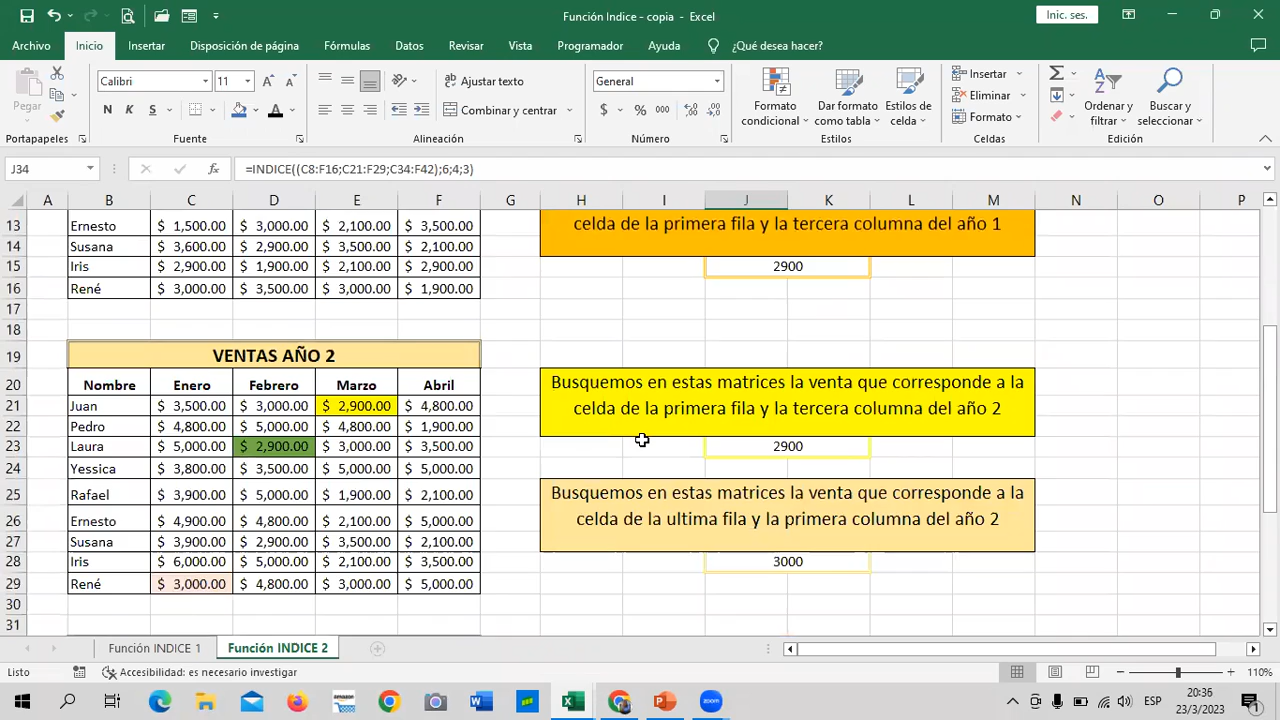 Función Indice - copia - Excel
Inic. ses.
Archivo Inicio Insertar Disposición de página Fórmulas Datos Revisar Vista Programador Ayuda ¿Qué desea hacer?
Pegar
Calibri 11
N K S
Ajustar texto
Combinar y centrar
General
$ % 000
Formato condicional
Dar formato como tabla
Estilos de celda
Insertar
Eliminar
Formato
Ordenar y filtrar
Buscar y seleccionar
Portapapeles Fuente Alineación Número Estilos Celdas Edición
J34 fx =INDICE((C8:F16;C21:F29;C34:F42);6;4;3)
A B C D E F G H I J K L M N O P
13 Ernesto $ 1,500.00 $ 3,000.00 $ 2,100.00 $ 3,500.00 celda de la primera fila y la tercera columna del año 1
14 Susana $ 3,600.00 $ 2,900.00 $ 3,500.00 $ 2,100.00
15 Iris $ 2,900.00 $ 1,900.00 $ 2,100.00 $ 2,900.00 2900
16 René $ 3,000.00 $ 3,500.00 $ 3,000.00 $ 1,900.00
17
18
19 VENTAS AÑO 2
20 Nombre Enero Febrero Marzo Abril Busquemos en estas matrices la venta que corresponde a la
21 Juan $ 3,500.00 $ 3,000.00 $ 2,900.00 $ 4,800.00 celda de la primera fila y la tercera columna del año 2
22 Pedro $ 4,800.00 $ 5,000.00 $ 4,800.00 $ 1,900.00
23 Laura $ 5,000.00 $ 2,900.00 $ 3,000.00 $ 3,500.00 2900
24 Yessica $ 3,800.00 $ 3,500.00 $ 5,000.00 $ 5,000.00
25 Rafael $ 3,900.00 $ 5,000.00 $ 1,900.00 $ 2,100.00 Busquemos en estas matrices la venta que corresponde a la
26 Ernesto $ 4,900.00 $ 4,800.00 $ 2,100.00 $ 5,000.00 celda de la ultima fila y la primera columna del año 2
27 Susana $ 3,900.00 $ 2,900.00 $ 3,500.00 $ 2,100.00
28 Iris $ 6,000.00 $ 5,000.00 $ 2,100.00 $ 3,500.00 3000
29 René $ 3,000.00 $ 4,800.00 $ 3,000.00 $ 5,000.00
30
31
Función INDICE 1 Función INDICE 2
Listo Accesibilidad: es necesario investigar 110%
ESP 20:36
23/3/2023